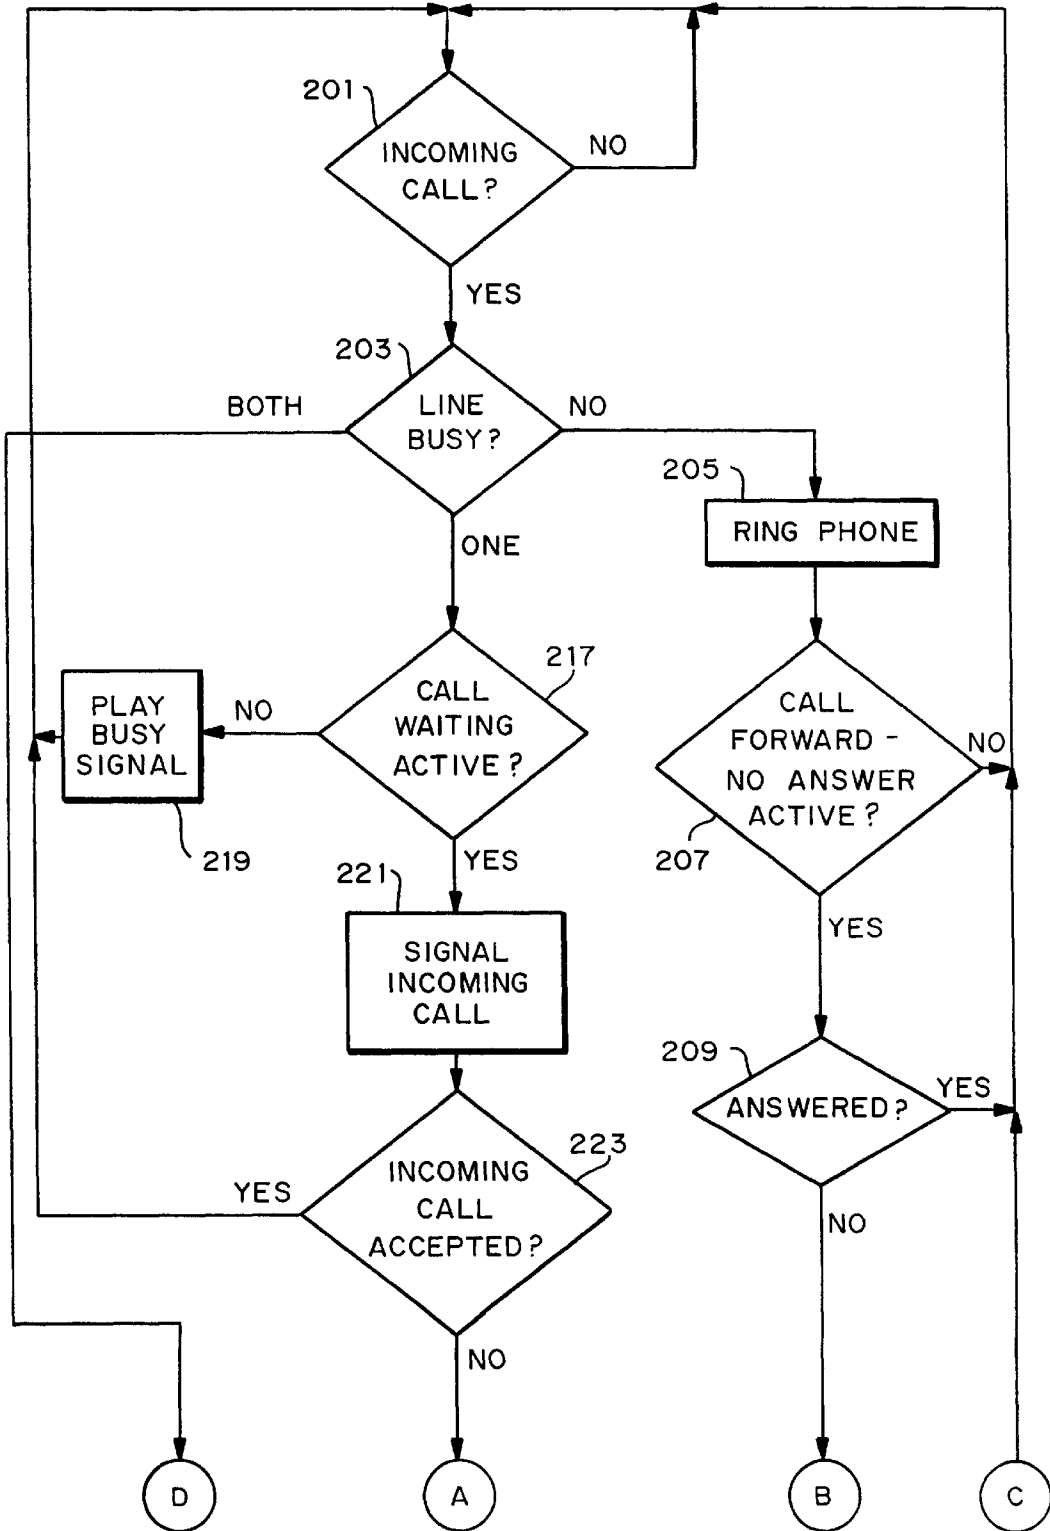 201
INCOMING
CALL?
NO
YES
203
BOTH
LINE
BUSY?
NO
205
RING PHONE
ONE
217
CALL
WAITING
ACTIVE?
NO
PLAY
BUSY
SIGNAL
219
CALL
FORWARD -
NO ANSWER
ACTIVE?
NO
207
YES
YES
221
SIGNAL
INCOMING
CALL
209
ANSWERED?
YES
223
INCOMING
CALL
ACCEPTED?
YES
NO
NO
D
A
B
C